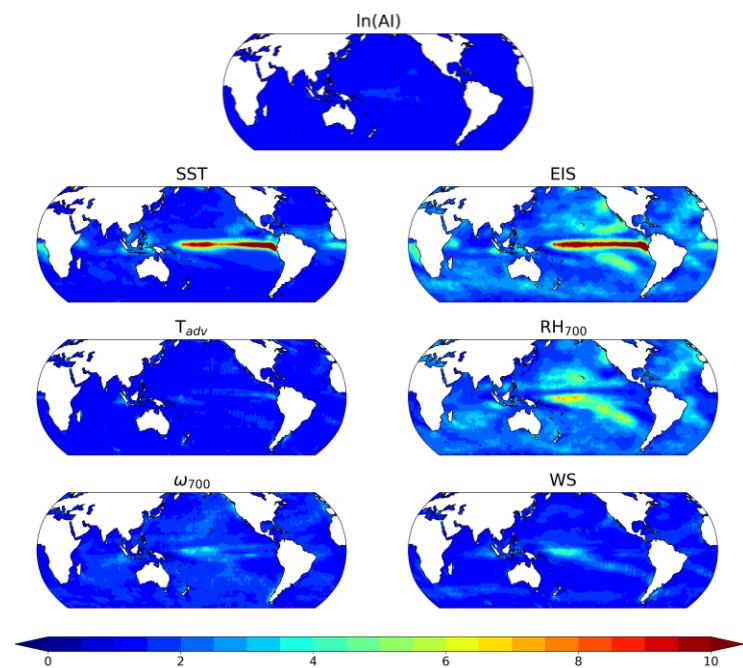 ln(AI)
SST EIS
T_adv RH_700
ω_700 WS
0 2 4 6 8 10